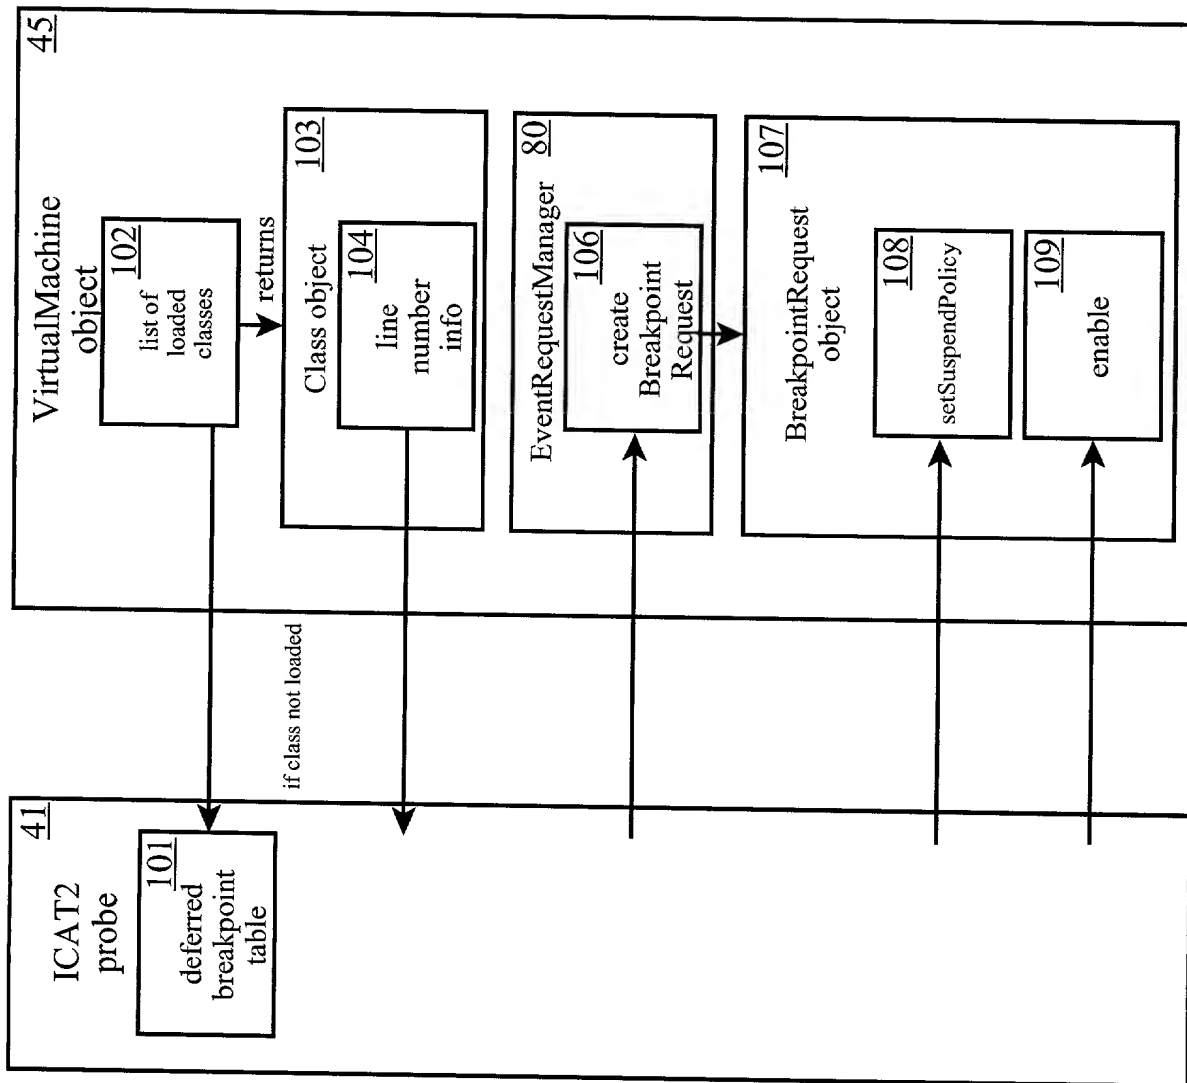 ICAT2
probe
41
101
deferred
breakpoint
table
if class not loaded
VirtualMachine
object
45
102
list of
loaded
classes
returns
Class object
103
104
line
number
info
EventRequestManager
80
106
create
Breakpoint
Request
BreakpointRequest
object
107
108
setSuspendPolicy
109
enable